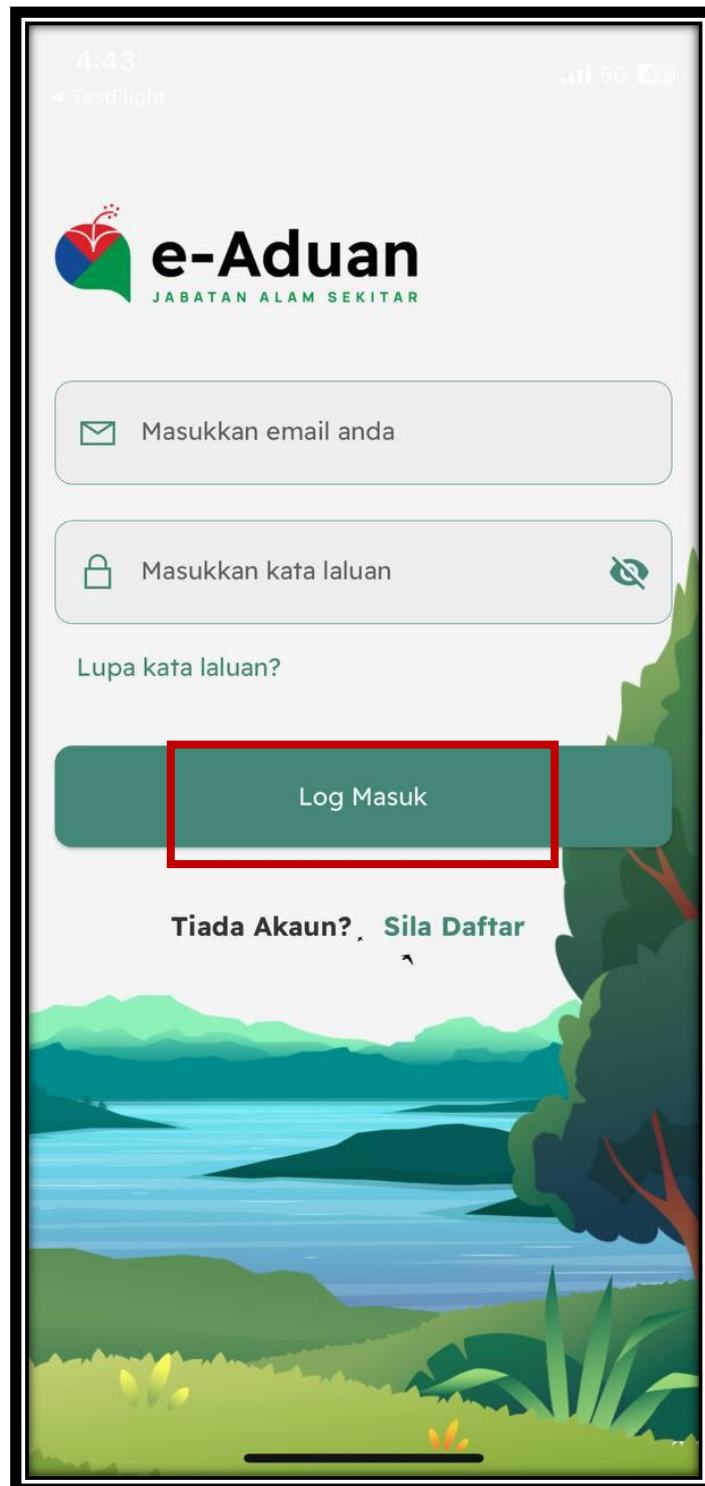 4:43
5G
◄ TestFlight
e-Aduan
JABATAN ALAM SEKITAR
Masukkan email anda
Masukkan kata laluan
Lupa kata laluan?
Log Masuk
Tiada Akaun? Sila Daftar